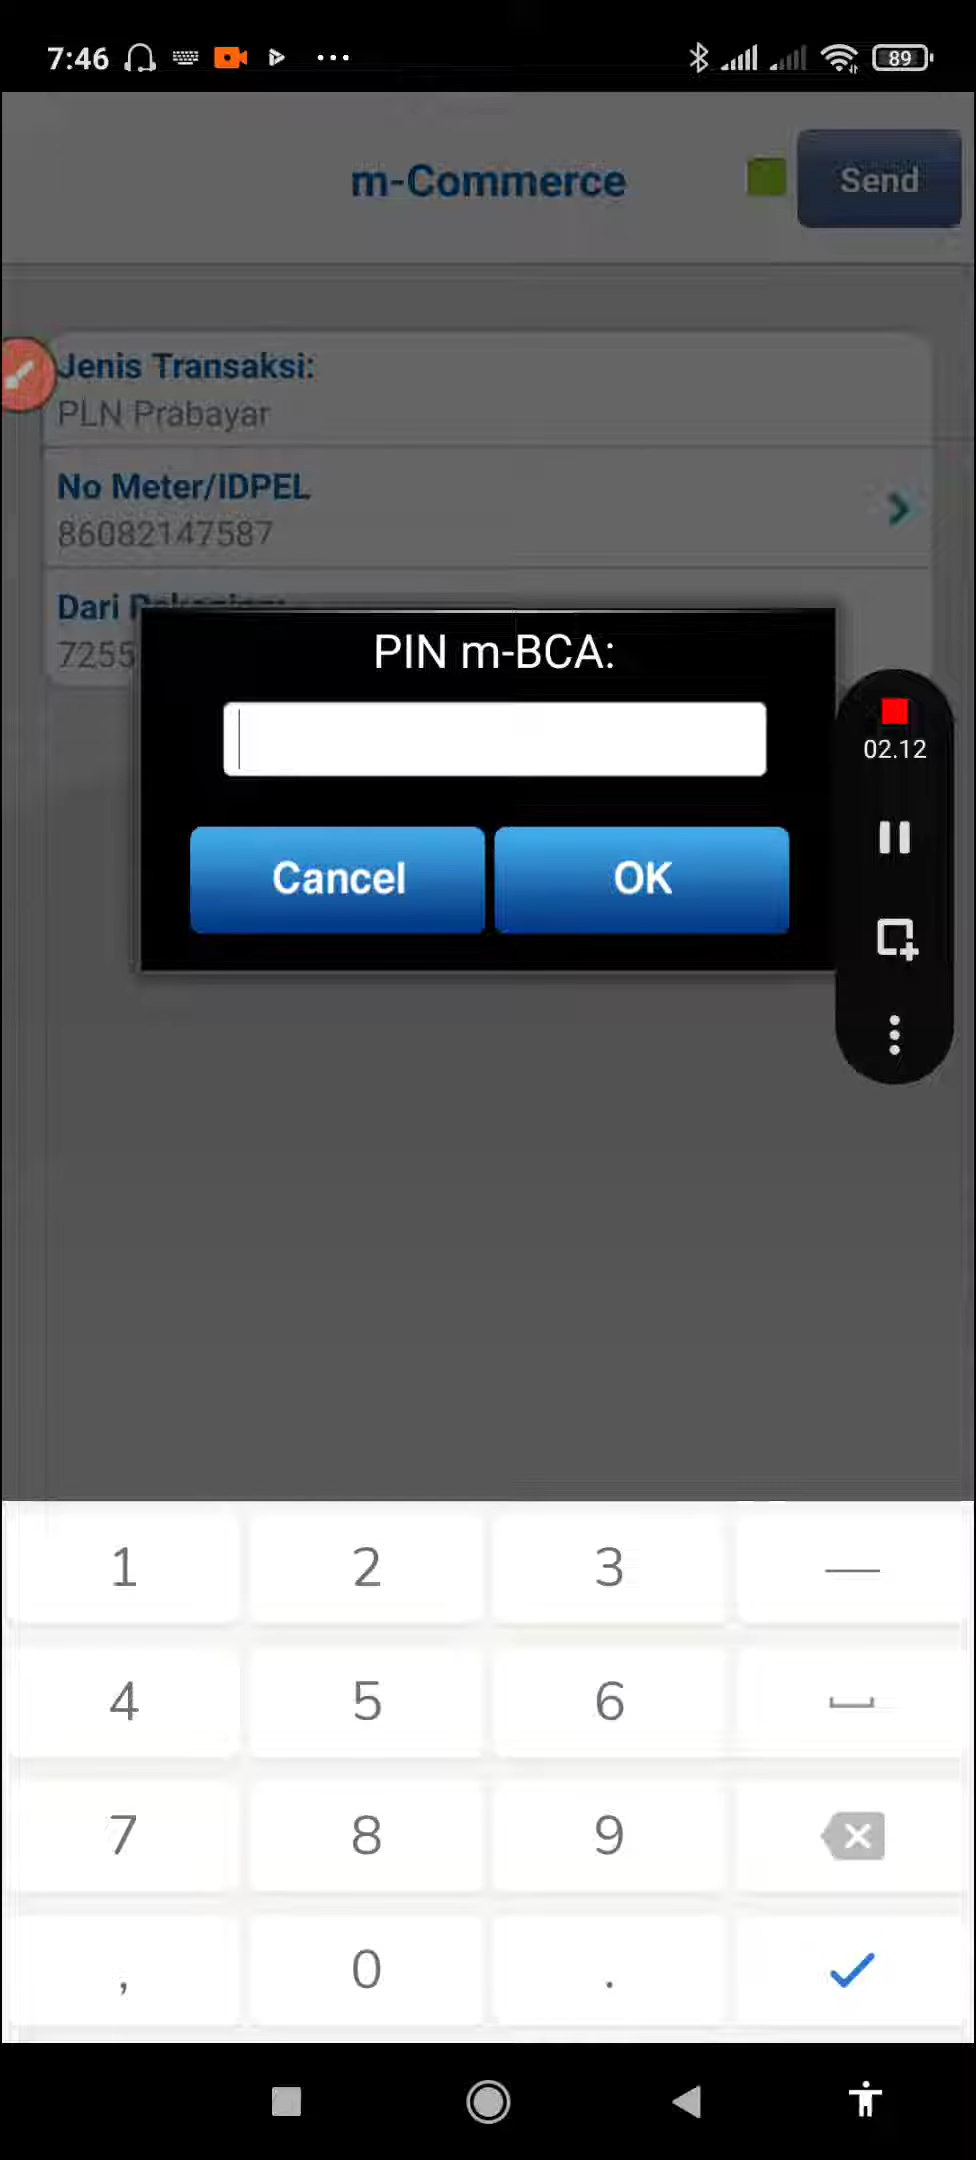 7:46
89
m-Commerce
Send
Jenis Transaksi:
PLN Prabayar
No Meter/IDPEL
86082147587
Dari
7255
PIN m-BCA:
02.12
Cancel
OK
1 2 3 —
4 5 6
7 8 9
, 0 .